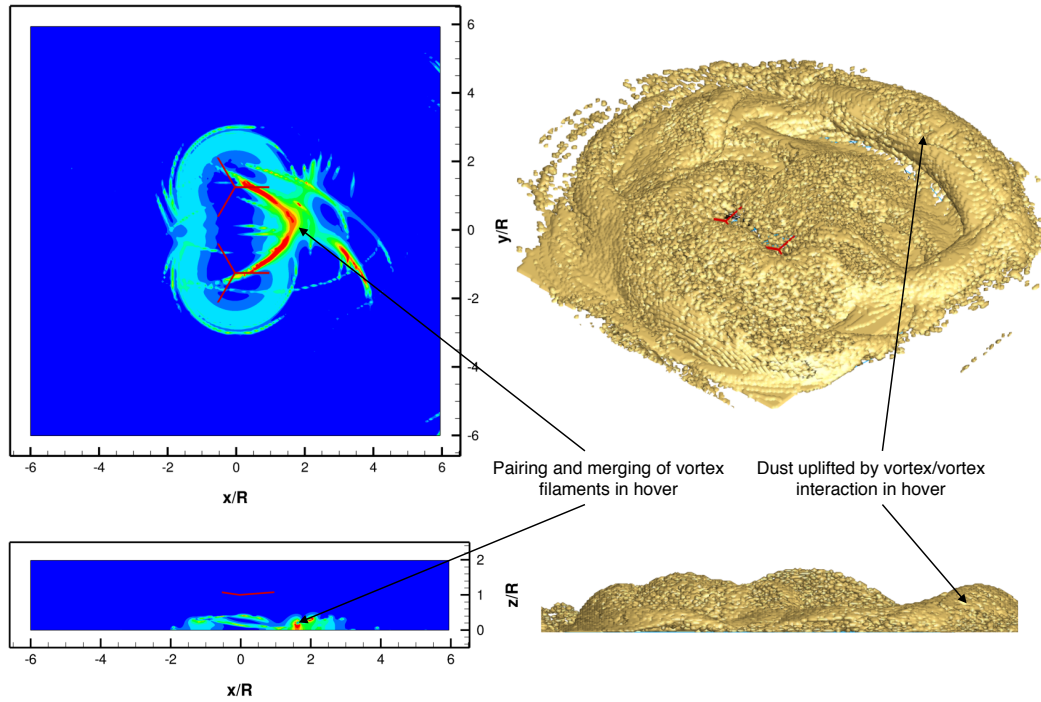 6
4
2
0
-2
-4
-6
y/R
-6 -4 -2 0 2 4 6
x/R
Pairing and merging of vortex
filaments in hover
Dust uplifted by vortex/vortex
interaction in hover
2
1
0
z/R
-6 -4 -2 0 2 4 6
x/R